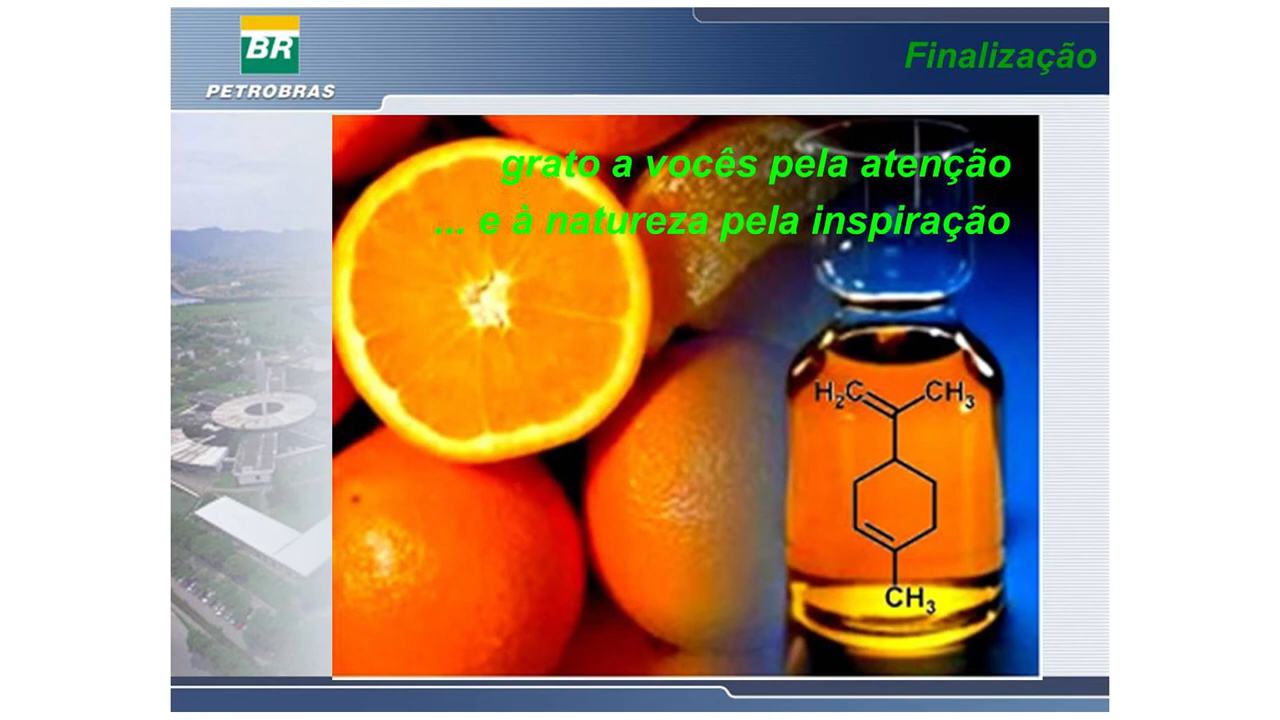 BR
PETROBRAS
Finalização
grato a vocês pela atenção
... e à natureza pela inspiração
H₂C CH₃
CH₃